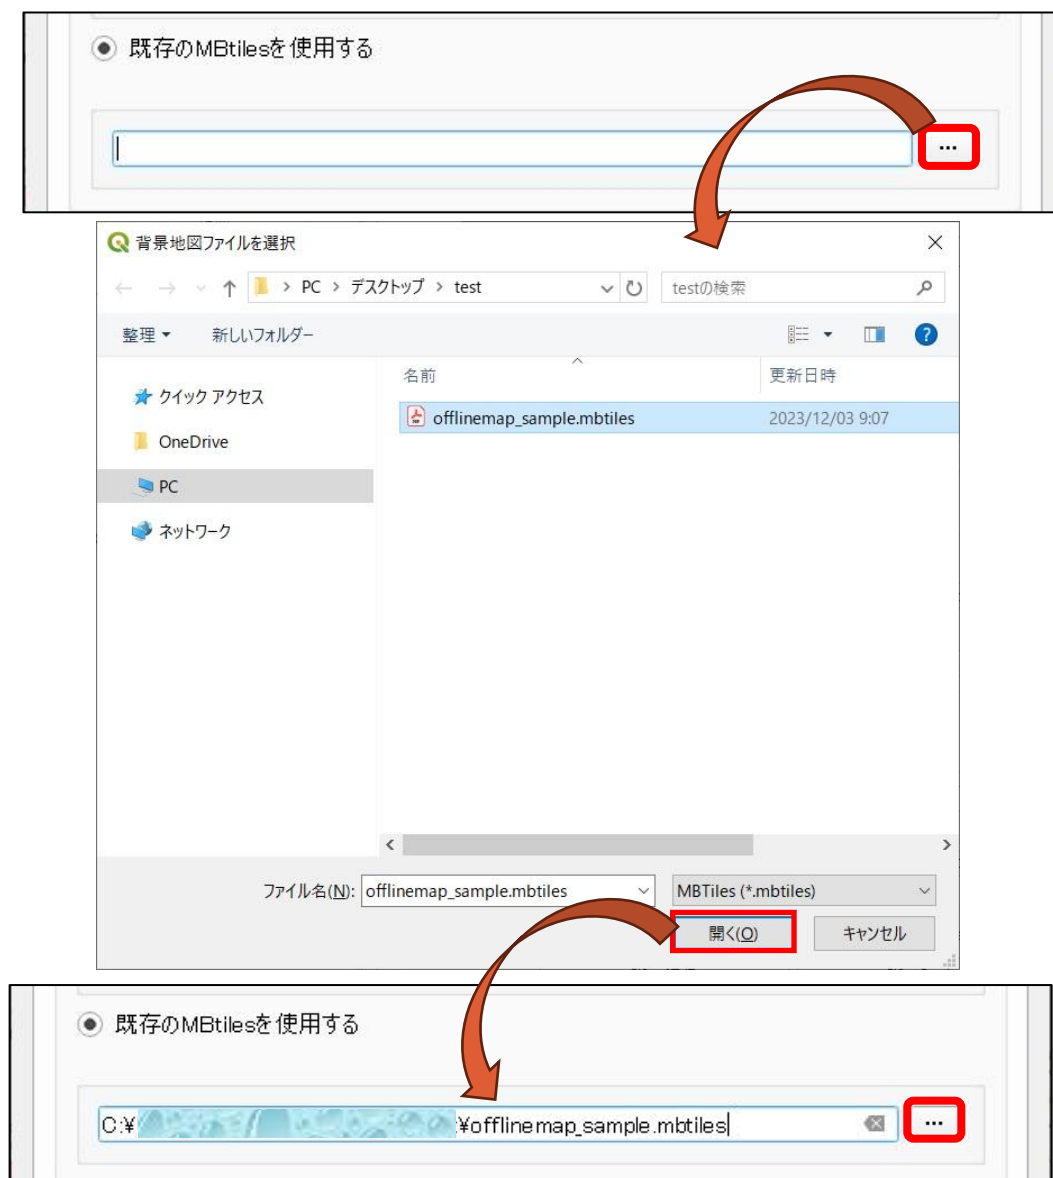 既存のMBtilesを使用する
...
背景地図ファイルを選択
PC > デスクトップ > test
testの検索
整理
新しいフォルダー
?
名前
更新日時
クイック アクセス
offlinemap_sample.mbtiles
2023/12/03 9:07
OneDrive
PC
ネットワーク
ファイル名(N):
offlinemap_sample.mbtiles
MBTiles (*.mbtiles)
開く(O)
キャンセル
既存のMBtilesを使用する
C:¥
¥offlinemap_sample.mbtiles
...